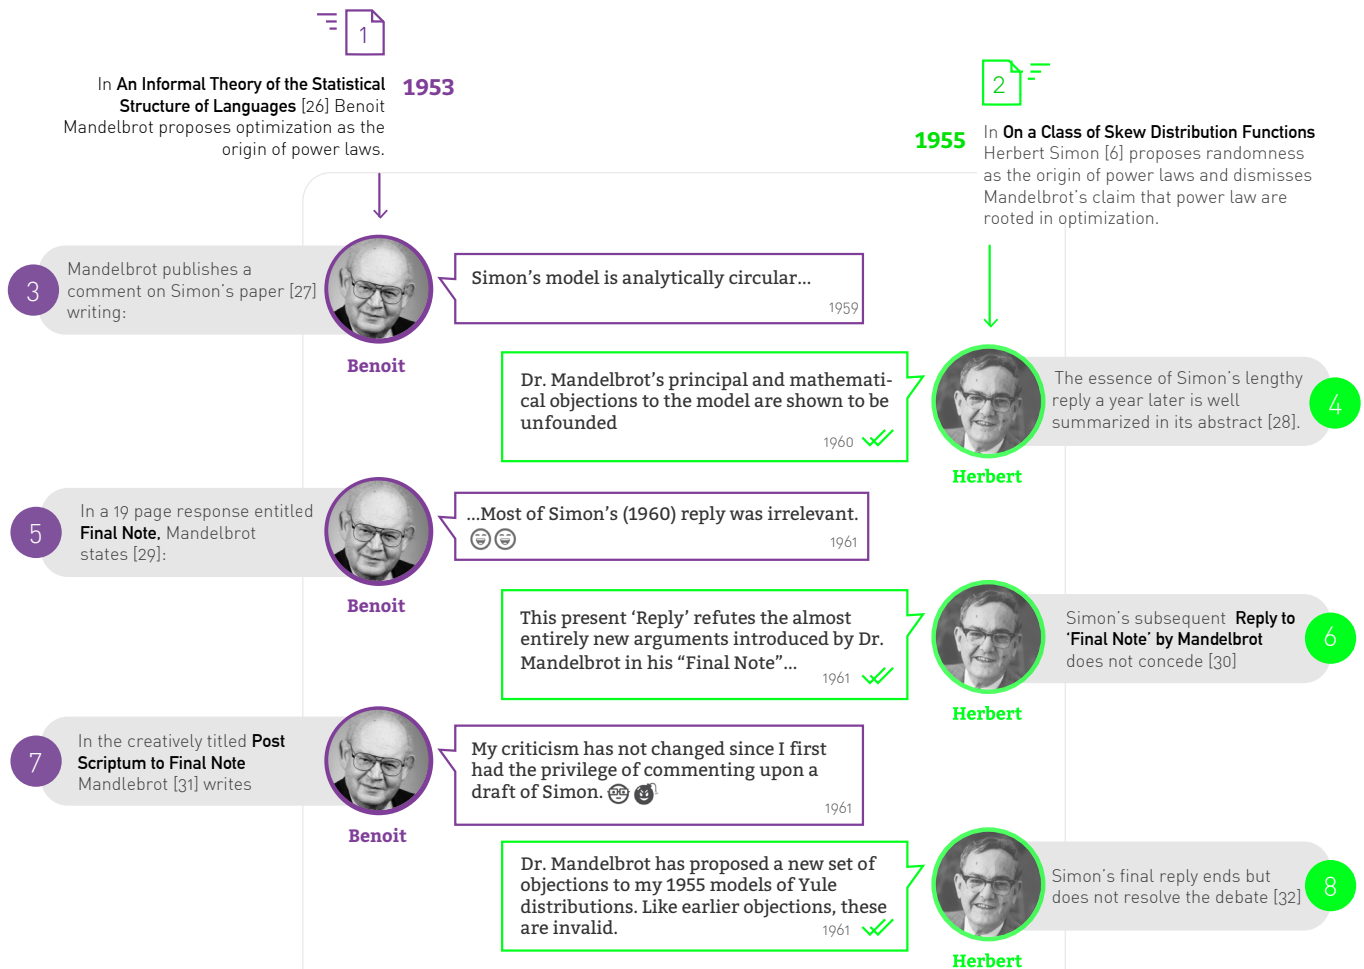 1
In An Informal Theory of the Statistical
Structure of Languages [26] Benoit
Mandelbrot proposes optimization as the
origin of power laws.
1953
2
1955
In On a Class of Skew Distribution Functions
Herbert Simon [6] proposes randomness
as the origin of power laws and dismisses
Mandelbrot's claim that power law are
rooted in optimization.
3
Mandelbrot publishes a
comment on Simon's paper [27]
writing:
Benoit
Simon's model is analytically circular...
1959
Dr. Mandelbrot's principal and mathemati-
cal objections to the model are shown to be
unfounded
1960
Herbert
The essence of Simon's lengthy
reply a year later is well
summarized in its abstract [28].
4
5
In a 19 page response entitled
Final Note, Mandelbrot
states [29]:
Benoit
...Most of Simon's (1960) reply was irrelevant.
1961
This present ‘Reply’ refutes the almost
entirely new arguments introduced by Dr.
Mandelbrot in his “Final Note”...
1961
Herbert
Simon's subsequent Reply to
‘Final Note’ by Mandelbrot
does not concede [30]
6
7
In the creatively titled Post
Scriptum to Final Note
Mandlebrot [31] writes
Benoit
My criticism has not changed since I first
had the privilege of commenting upon a
draft of Simon.
1961
Dr. Mandelbrot has proposed a new set of
objections to my 1955 models of Yule
distributions. Like earlier objections, these
are invalid.
1961
Herbert
Simon's final reply ends but
does not resolve the debate [32]
8